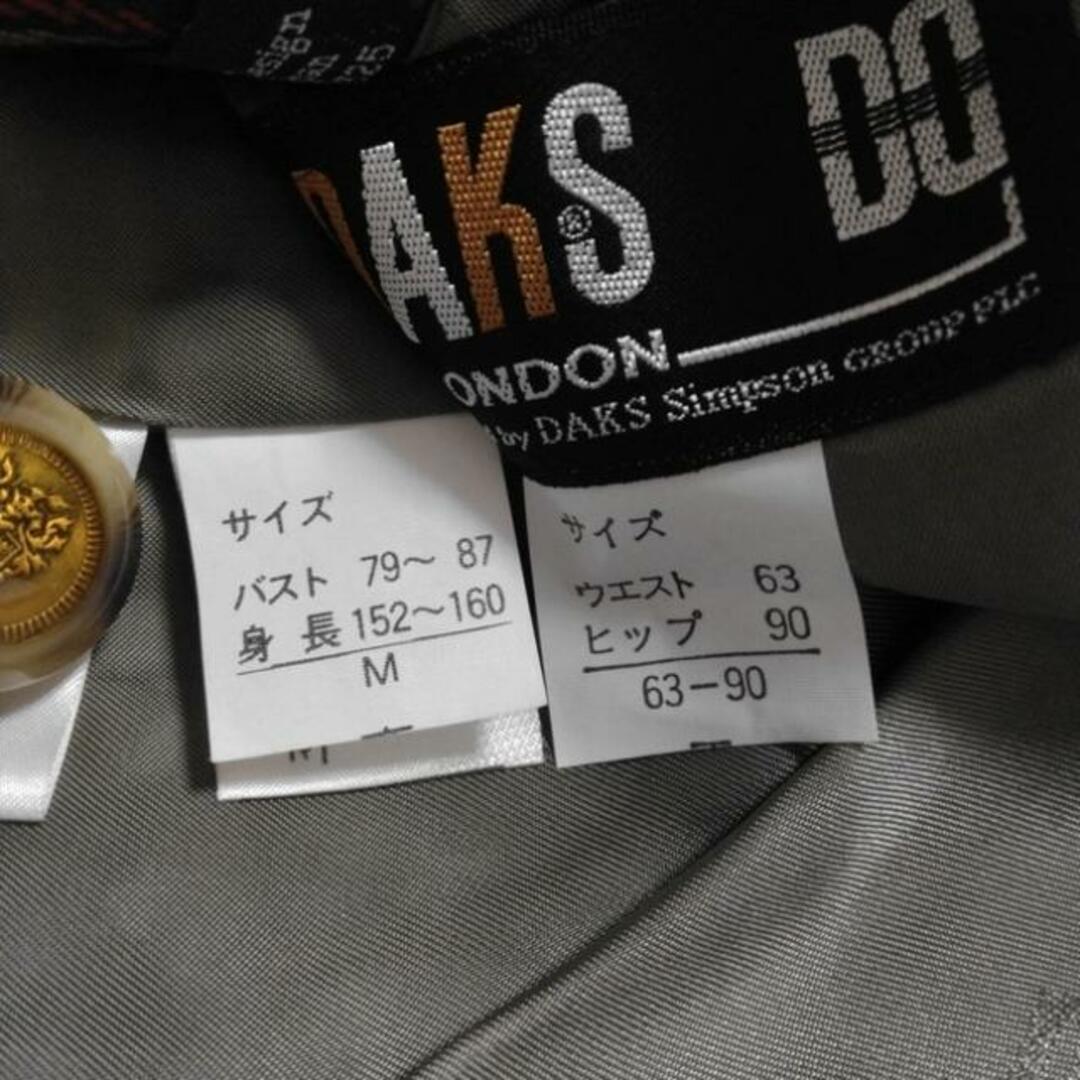 DAKS®
DD
LONDON
by DAKS Simpson GROUP PLC
サイズ
バスト 79〜 87
身 長 152〜160
M
サイズ
ウエスト 63
ヒップ 90
63-90